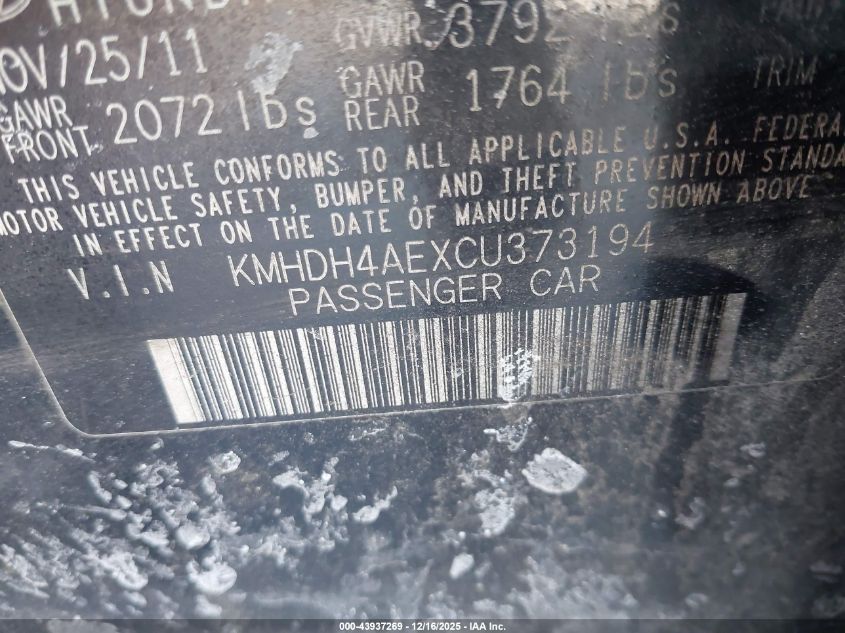 HYUNDAI
NOV/25/11 GVWR 3792 lbs
GAWR FRONT 2072 lbs GAWR REAR 1764 lbs TRIM
THIS VEHICLE CONFORMS TO ALL APPLICABLE U.S.A. FEDERAL
MOTOR VEHICLE SAFETY, BUMPER, AND THEFT PREVENTION STANDA
IN EFFECT ON THE DATE OF MANUFACTURE SHOWN ABOVE
V.I.N KMHDH4AEXCU373194
PASSENGER CAR
000-43937269 - 12/16/2025 - IAA Inc.